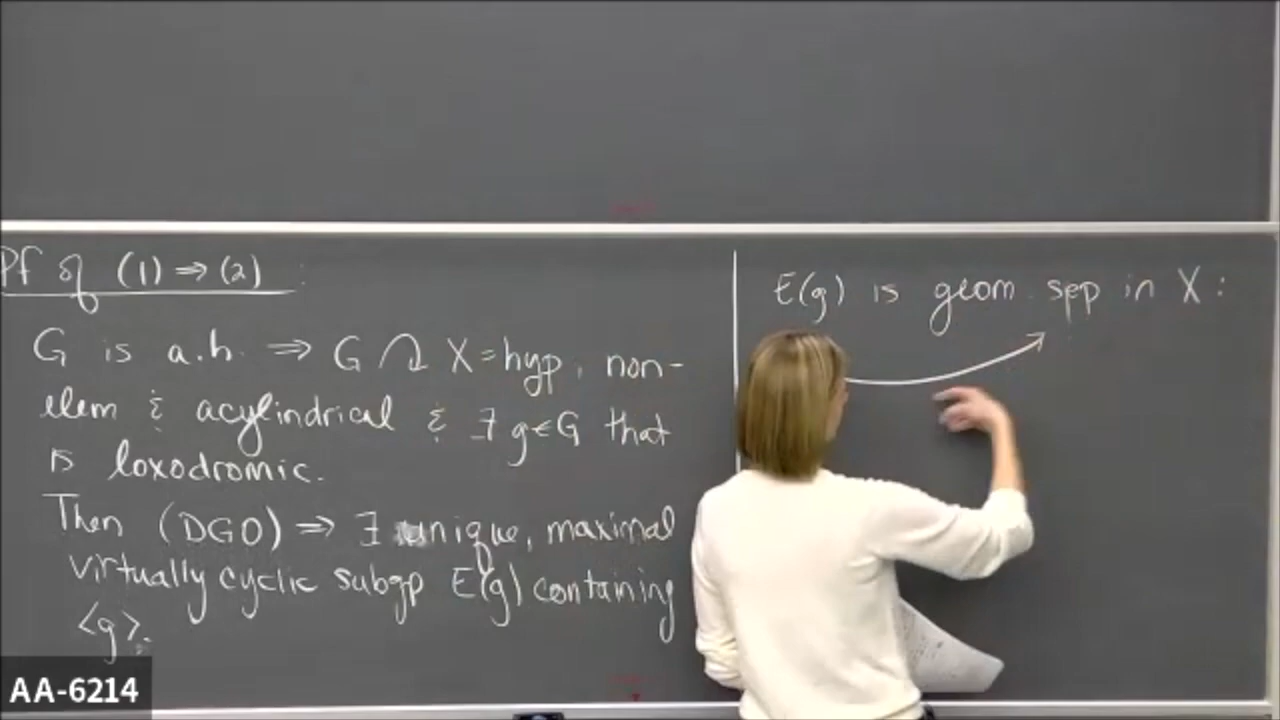 Pf of (1) ⇒ (2) :
G is a.h. ⇒ G ↷ X = hyp, non-
elem & acylindrical & ∃ g ∈ G that
is loxodromic.
Then (DGO) ⇒ ∃ unique, maximal
virtually cyclic subgp E(g) containing
<g>.
E(g) is geom. sep in X :
AA-6214